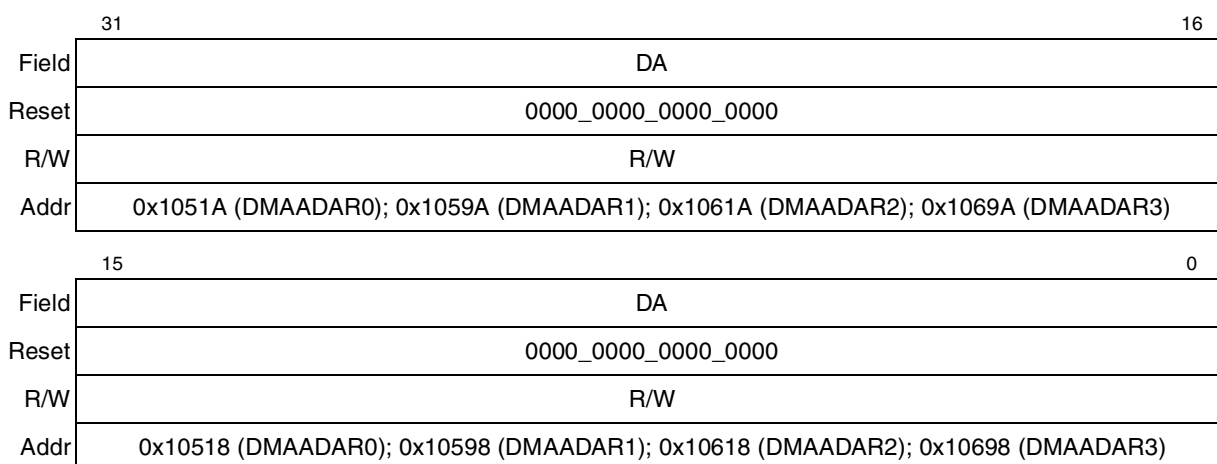 31 16
Field DA
Reset 0000_0000_0000_0000
R/W R/W
Addr 0x1051A (DMAADAR0); 0x1059A (DMAADAR1); 0x1061A (DMAADAR2); 0x1069A (DMAADAR3)
15 0
Field DA
Reset 0000_0000_0000_0000
R/W R/W
Addr 0x10518 (DMAADAR0); 0x10598 (DMAADAR1); 0x10618 (DMAADAR2); 0x10698 (DMAADAR3)